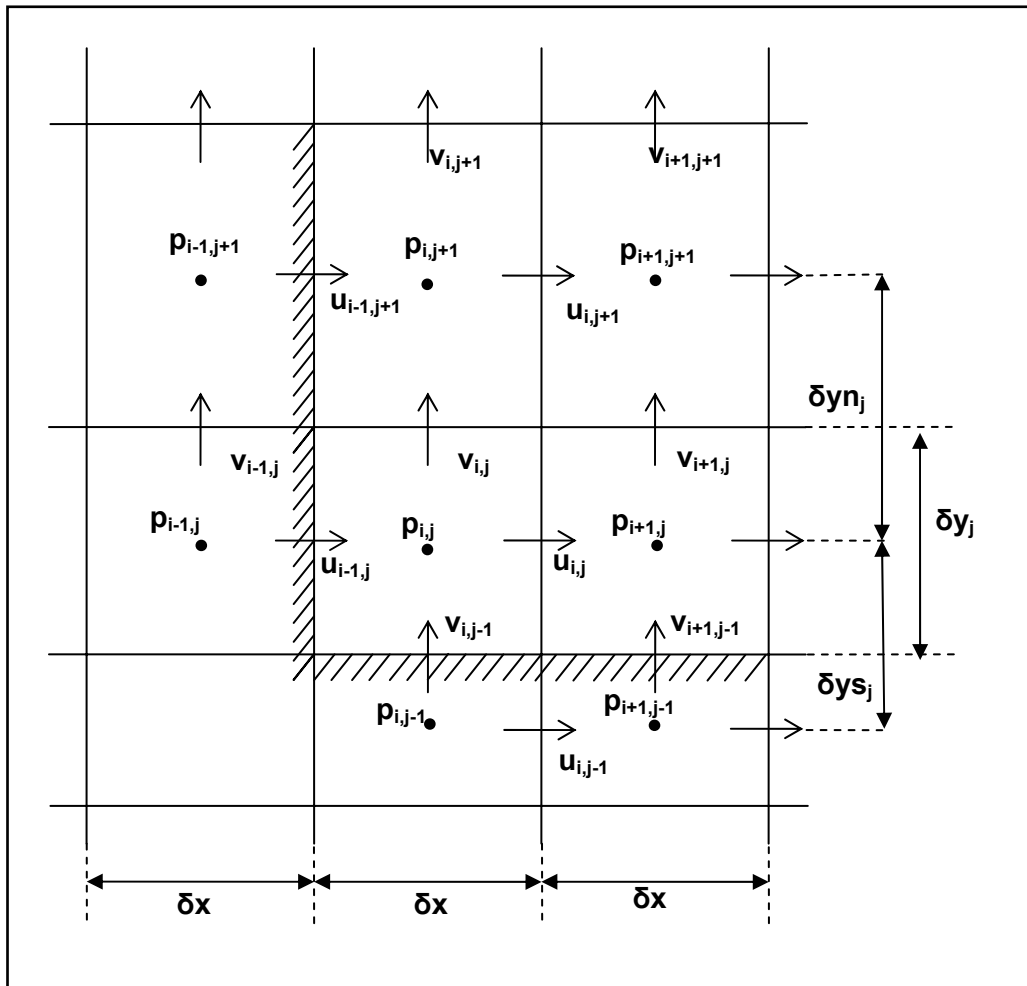 v_{i,j+1} v_{i+1,j+1}
p_{i-1,j+1} p_{i,j+1} p_{i+1,j+1}
u_{i-1,j+1} u_{i,j+1}
δyn_j
v_{i-1,j} v_{i,j} v_{i+1,j}
p_{i-1,j} p_{i,j} p_{i+1,j} δy_j
u_{i-1,j} u_{i,j}
v_{i,j-1} v_{i+1,j-1}
δys_j
p_{i,j-1} p_{i+1,j-1}
u_{i,j-1}
δx δx δx